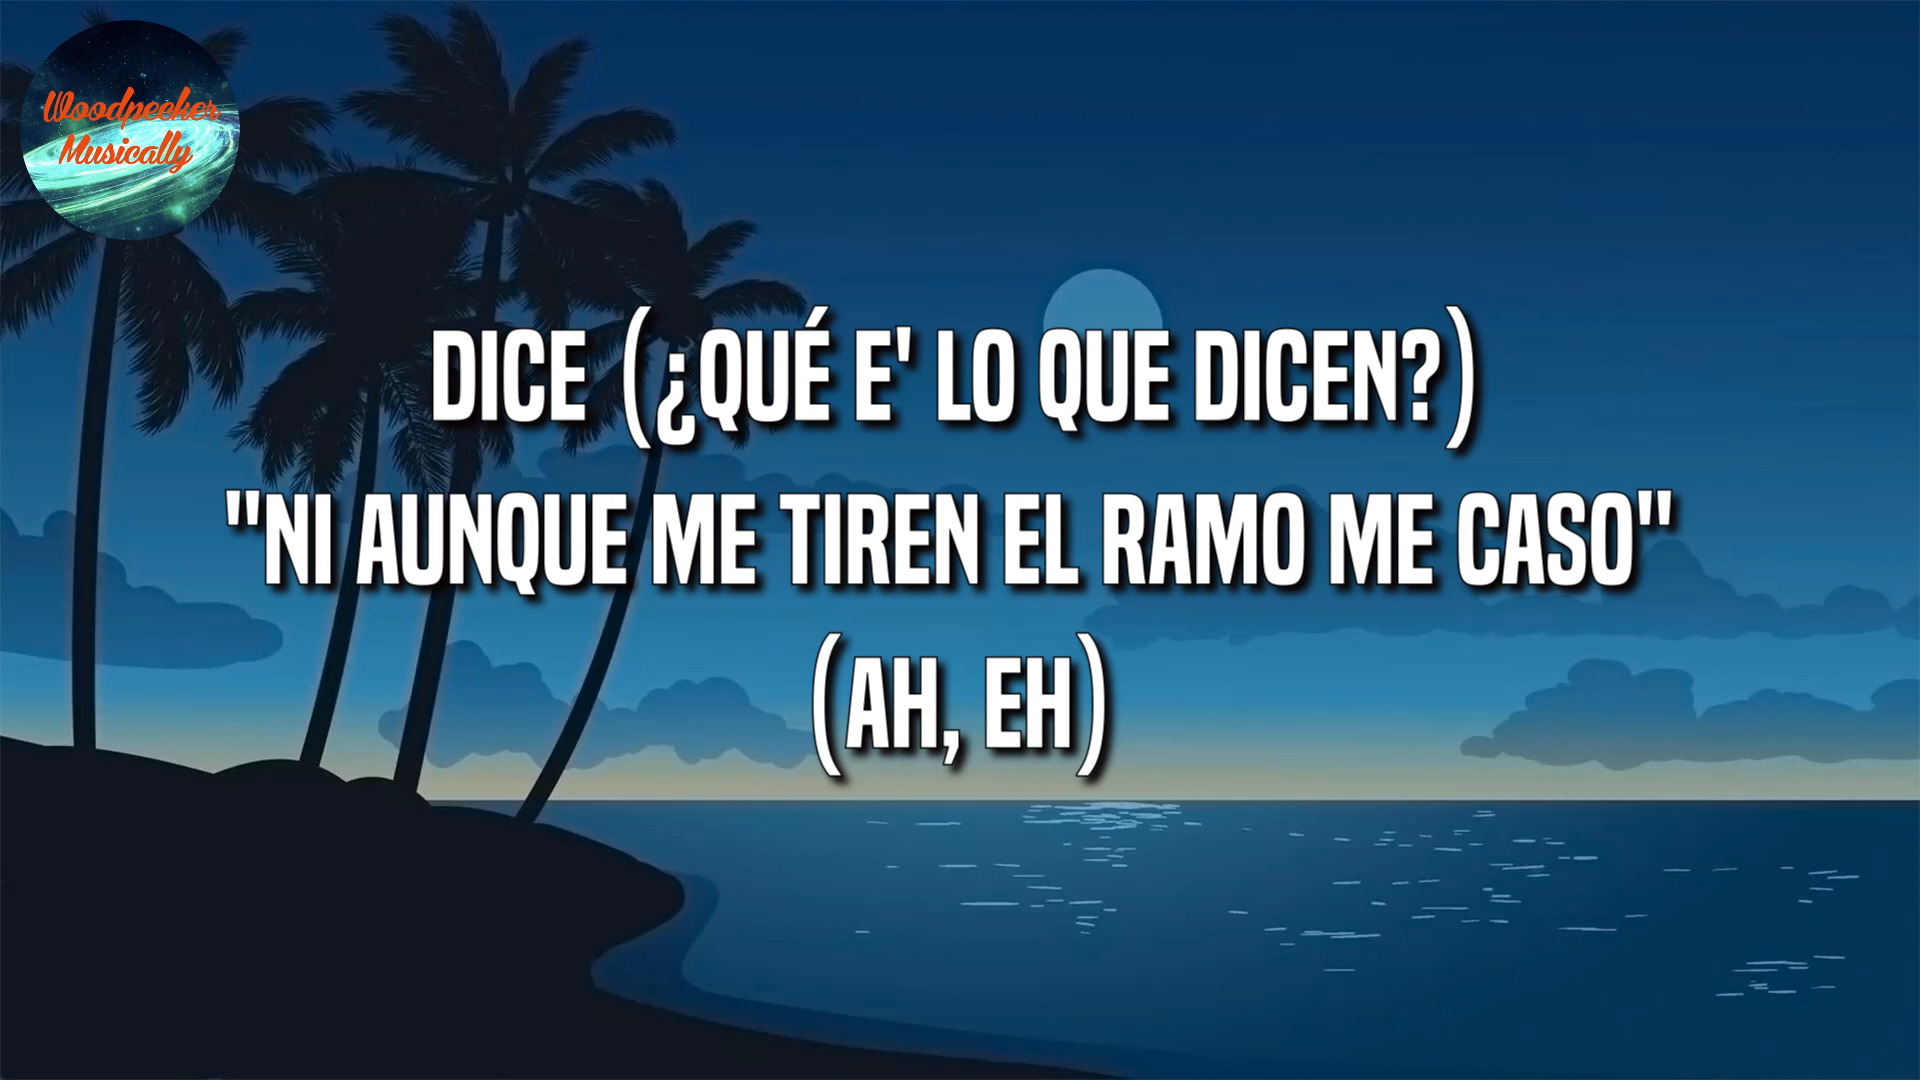 Woodpecker
Musically
DICE (¿QUÉ E' LO QUE DICEN?)
"NI AUNQUE ME TIREN EL RAMO ME CASO"
(AH, EH)